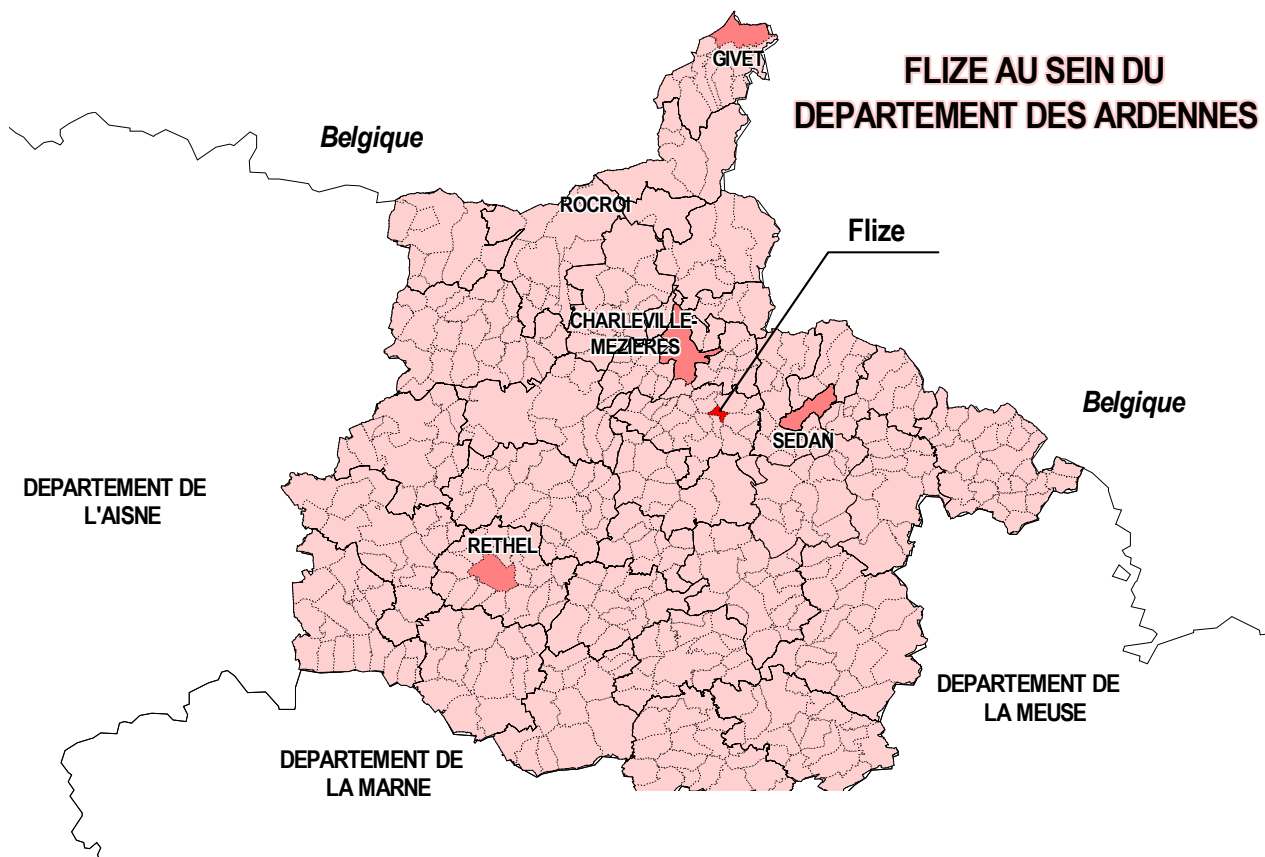 GIVET
FLIZE AU SEIN DU
DEPARTEMENT DES ARDENNES
Belgique
ROCROI
Flize
CHARLEVILLE-
MEZIERES
Belgique
SEDAN
DEPARTEMENT DE
L'AISNE
RETHEL
DEPARTEMENT DE
LA MEUSE
DEPARTEMENT DE
LA MARNE